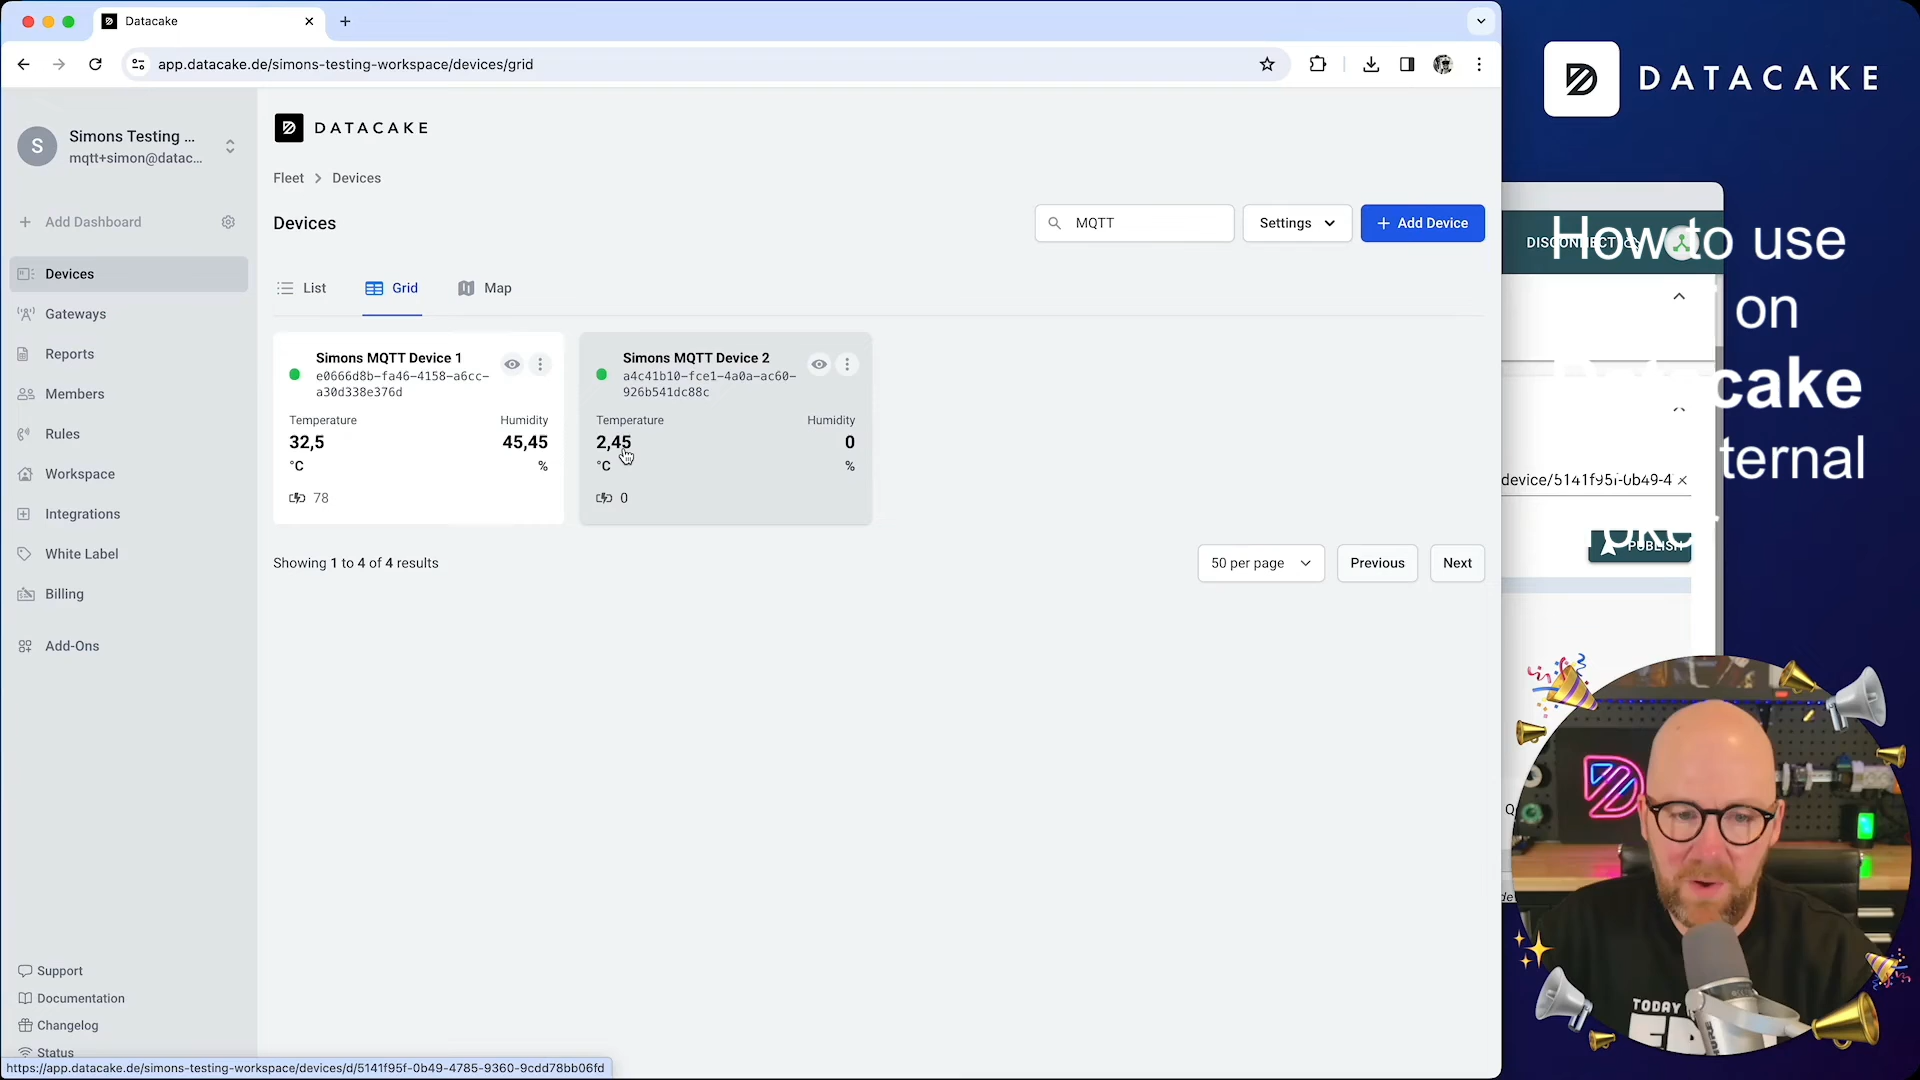 Datacake
app.datacake.de/simons-testing-workspace/devices/grid
S
Simons Testing ...
mqtt+simon@datac...
Add Dashboard
Devices
Gateways
Reports
Members
Rules
Workspace
Integrations
White Label
Billing
Add-Ons
Support
Documentation
Changelog
Status
https://app.datacake.de/simons-testing-workspace/devices/d/5141f95f-0b49-4785-9360-9cdd78bb06fd
DATACAKE
Fleet > Devices
Devices
MQTT
Settings
+ Add Device
List
Grid
Map
Simons MQTT Device 1
e0666d8b-fa46-4158-a6cc-
a30d338e376d
Temperature
Humidity
32,5
45,45
°C
%
78
Simons MQTT Device 2
a4c41b10-fce1-4a0a-ac60-
926b541dc88c
Temperature
Humidity
2,45
0
°C
%
0
Showing 1 to 4 of 4 results
50 per page
Previous
Next
DATACAKE
DISCONNECT
How to use
on
cake
ternal
device/5141f95f-0b49-4
PUBLISH
TODAY